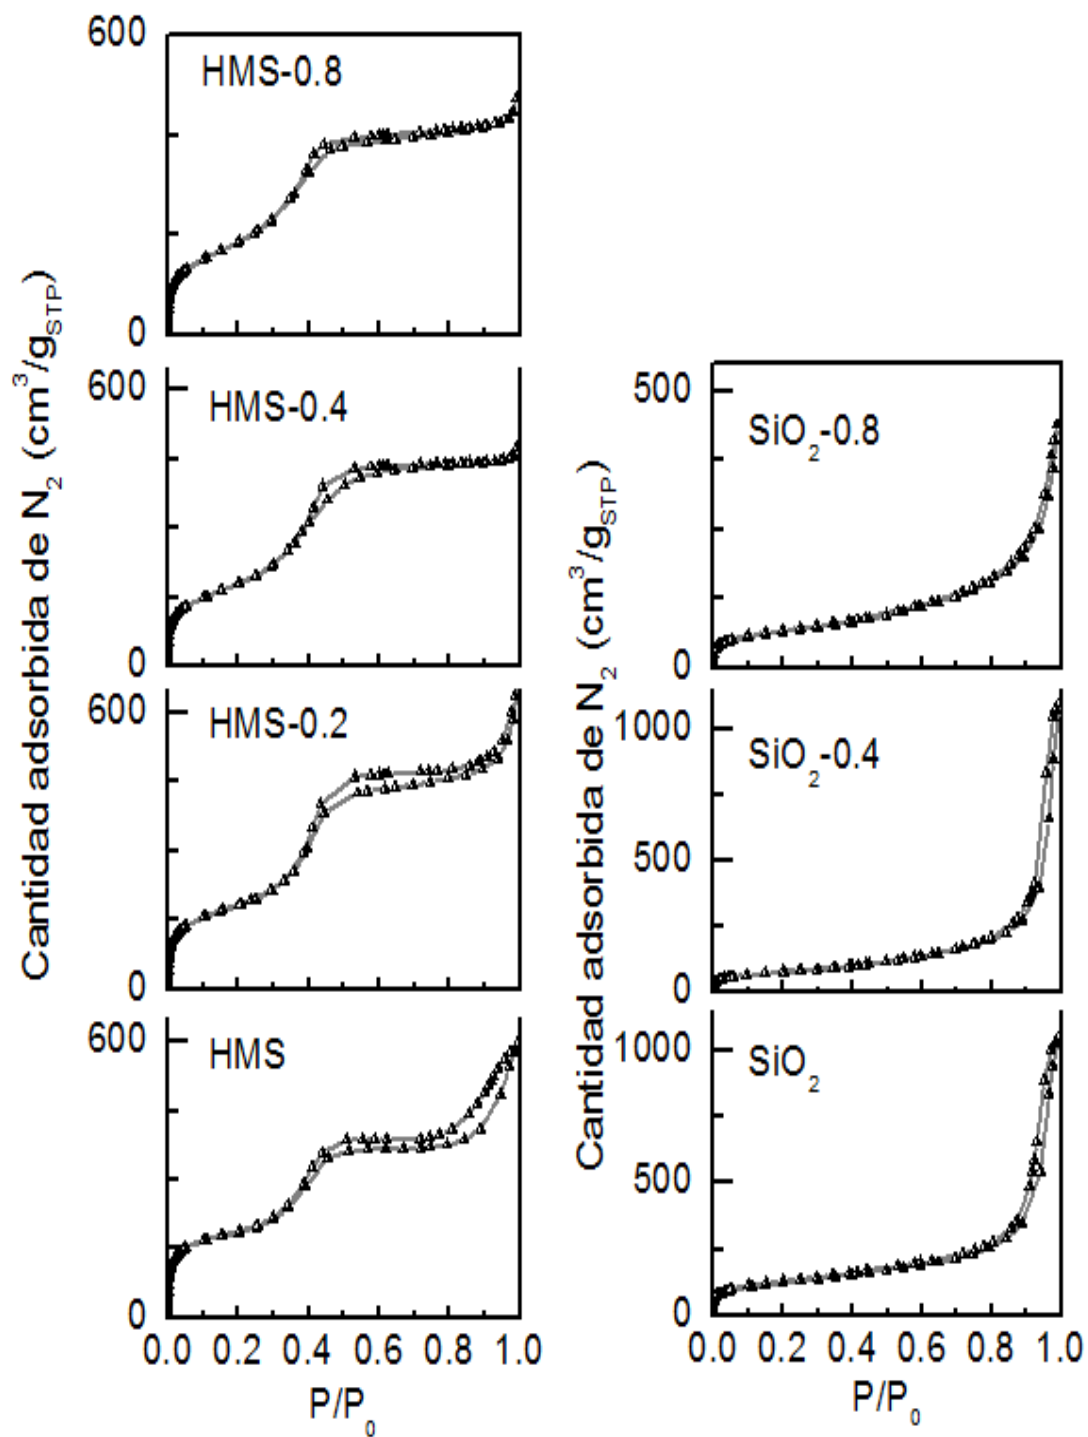 Cantidad adsorbida de N₂ (cm³/g_STP)
600
HMS-0.8
0
600
HMS-0.4
0
600
HMS-0.2
0
600
HMS
0
0.0 0.2 0.4 0.6 0.8 1.0
P/P₀
Cantidad adsorbida de N₂ (cm³/g_STP)
500
SiO₂-0.8
0
1000
SiO₂-0.4
500
0
1000
SiO₂
500
0
0.0 0.2 0.4 0.6 0.8 1.0
P/P₀